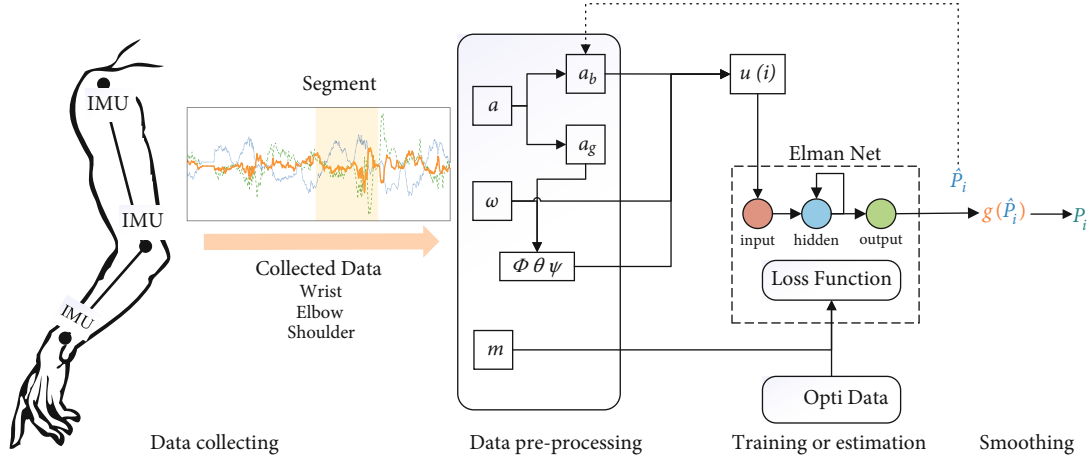 IMU
IMU
IMU
Segment
Collected Data
Wrist
Elbow
Shoulder
a
a_b
a_g
ω
Φ θ ψ
m
u (i)
Elman Net
input
hidden
output
Loss Function
Opti Data
P̂_i
g (P̂_i)
P_i
Data collecting
Data pre-processing
Training or estimation
Smoothing